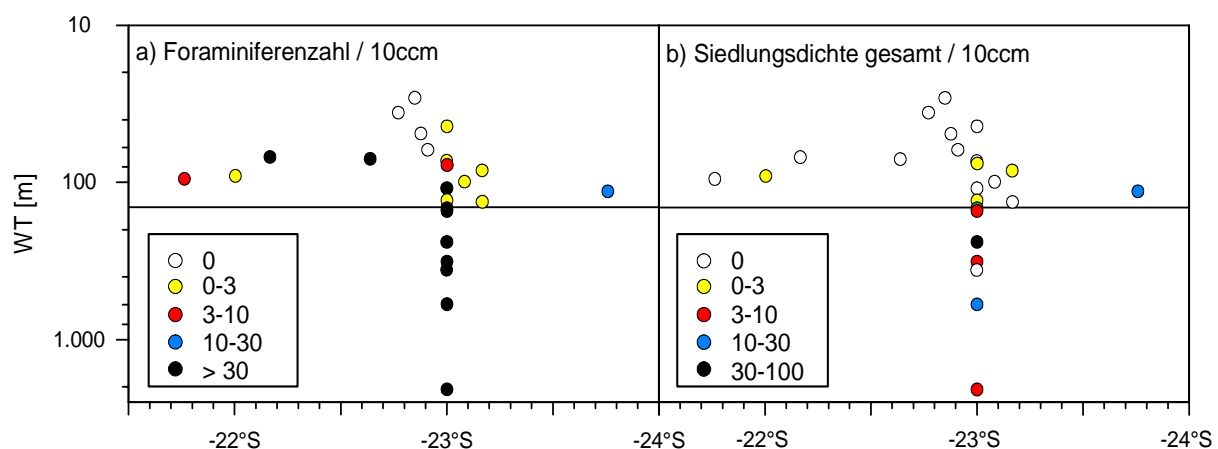 10
a) Foraminiferenzahl / 10ccm
b) Siedlungsdichte gesamt / 10ccm
100
WT [m]
0
0-3
3-10
10-30
> 30
0
0-3
3-10
10-30
30-100
1.000
-22°S
-23°S
-24°S
-22°S
-23°S
-24°S